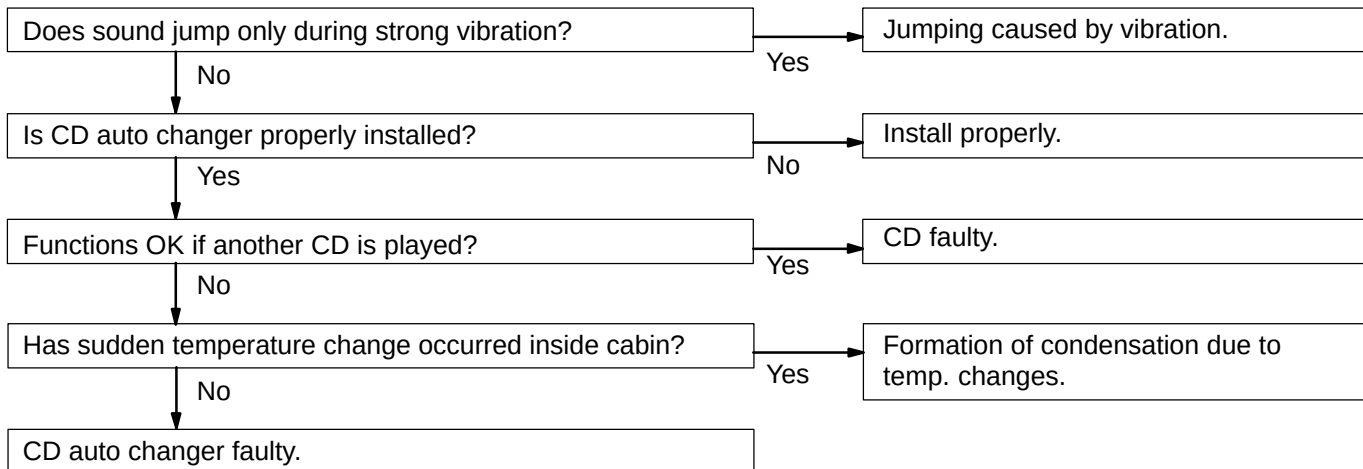 Does sound jump only during strong vibration?
Yes
Jumping caused by vibration.
No
Is CD auto changer properly installed?
No
Install properly.
Yes
Functions OK if another CD is played?
Yes
CD faulty.
No
Has sudden temperature change occurred inside cabin?
Yes
Formation of condensation due to
temp. changes.
No
CD auto changer faulty.